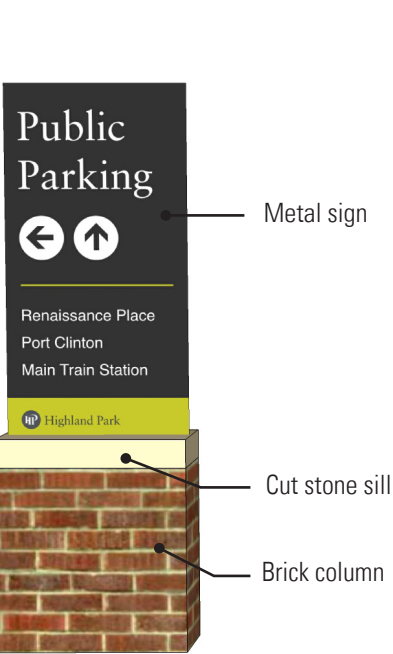 Public
Parking
Metal sign
Renaissance Place
Port Clinton
Main Train Station
HP Highland Park
Cut stone sill
Brick column